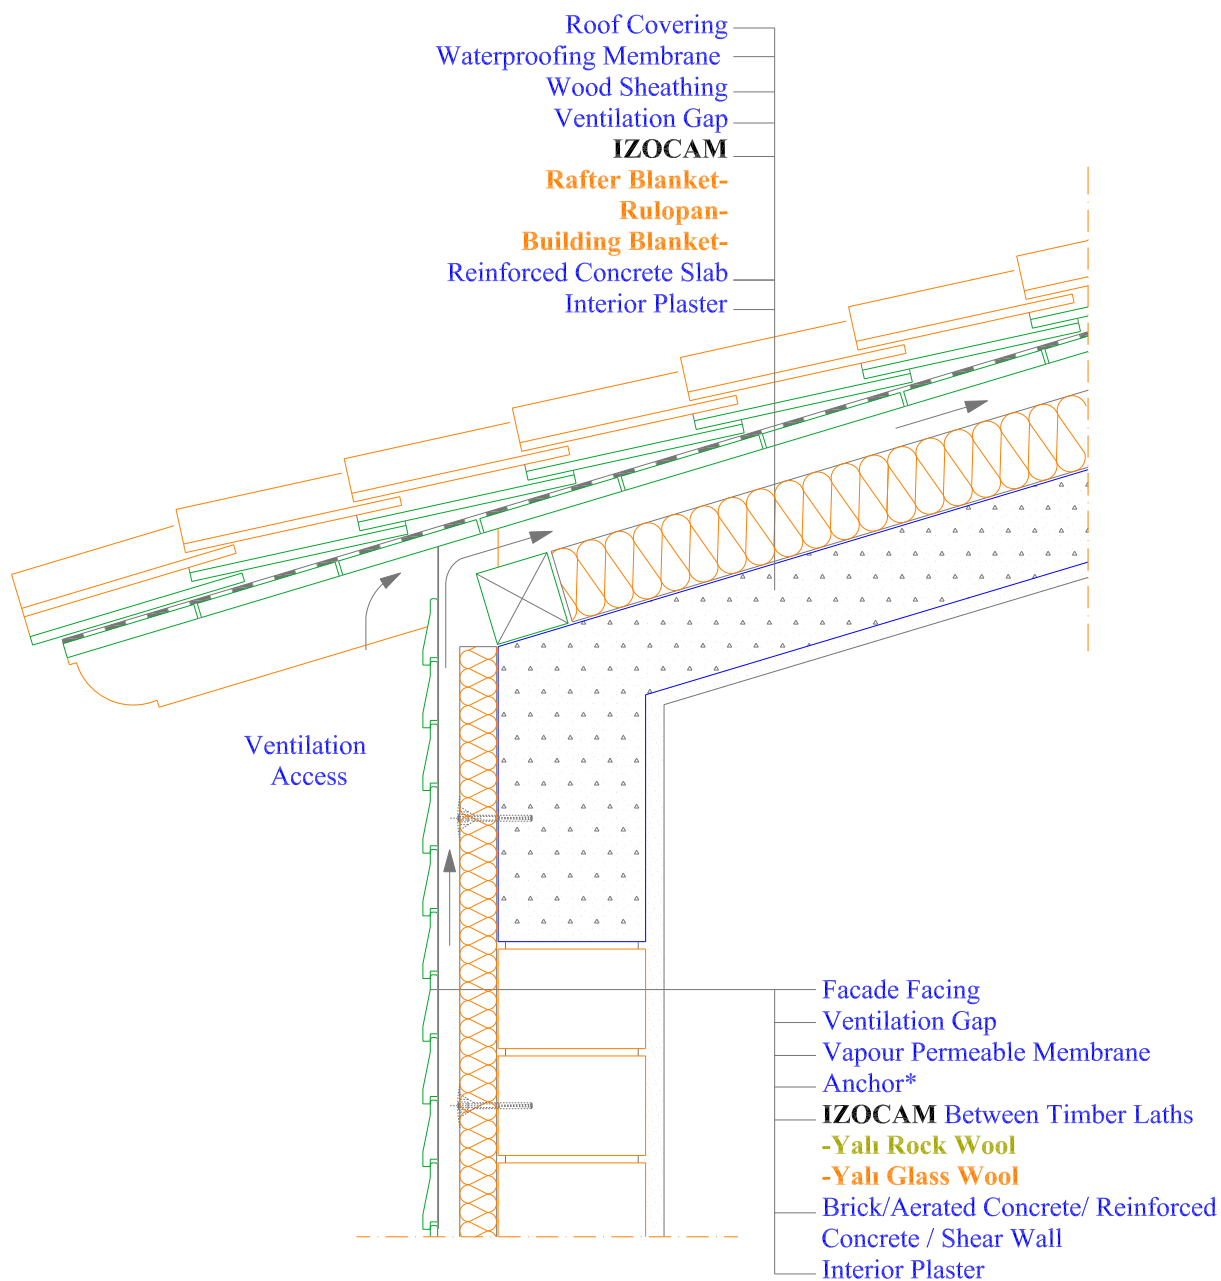 Roof Covering
Waterproofing Membrane
Wood Sheathing
Ventilation Gap
IZOCAM
Rafter Blanket-
Rulopan-
Building Blanket-
Reinforced Concrete Slab
Interior Plaster
Ventilation
Access
Facade Facing
Ventilation Gap
Vapour Permeable Membrane
Anchor*
IZOCAM Between Timber Laths
-Yalı Rock Wool
-Yalı Glass Wool
Brick/Aerated Concrete/ Reinforced
Concrete / Shear Wall
Interior Plaster